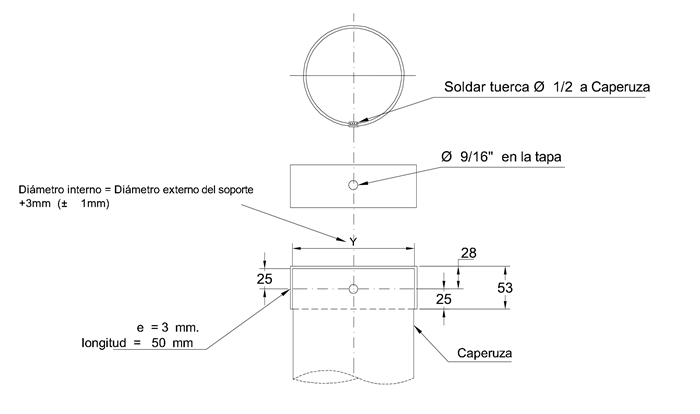 Soldar tuerca Ø 1/2 a Caperuza
Ø 9/16" en la tapa
Diámetro interno = Diámetro externo del soporte
+3mm (± 1mm)
Y
28
25
53
25
e = 3 mm.
longitud = 50 mm
Caperuza